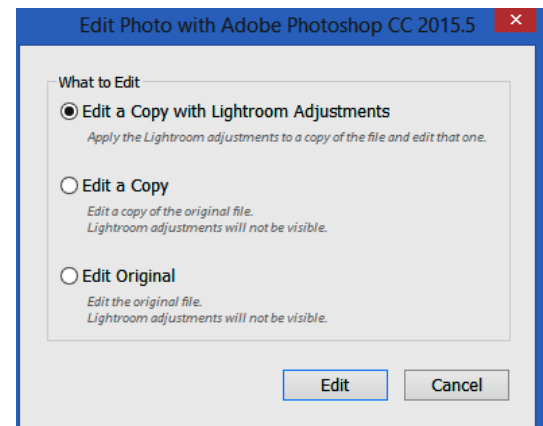 Edit Photo with Adobe Photoshop CC 2015.5
What to Edit
Edit a Copy with Lightroom Adjustments
Apply the Lightroom adjustments to a copy of the file and edit that one.
Edit a Copy
Edit a copy of the original file.
Lightroom adjustments will not be visible.
Edit Original
Edit the original file.
Lightroom adjustments will not be visible.
Edit
Cancel